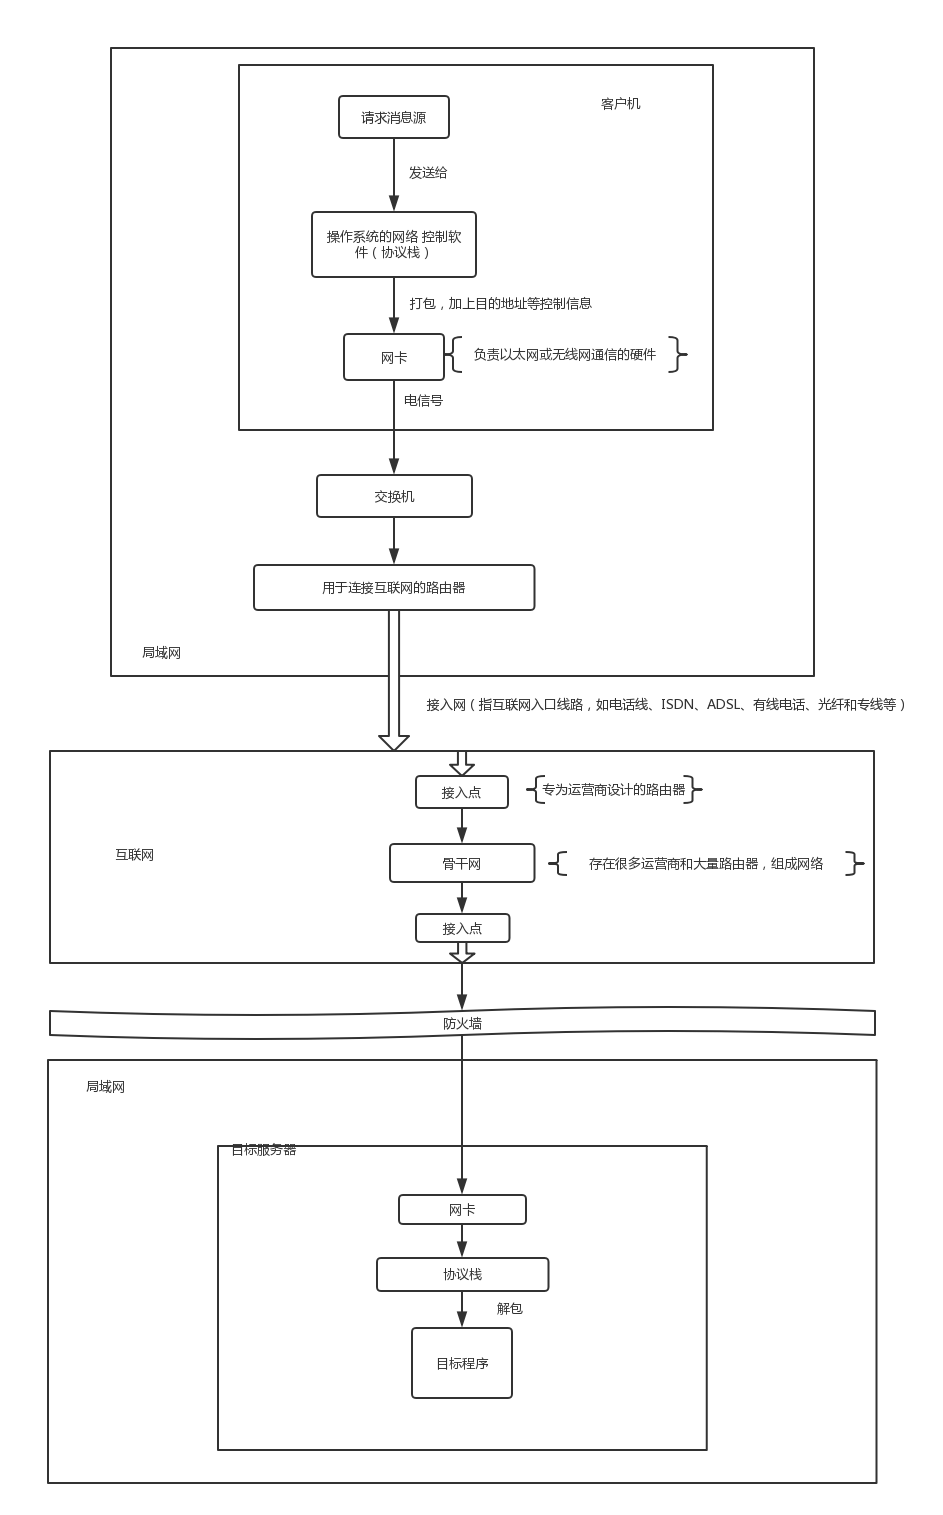 客户机
请求消息源
发送给
操作系统的网络 控制软
件（协议栈）
打包，加上目的地址等控制信息
网卡
负责以太网或无线网逼信的硬件
电信号
交换机
用于连接互联网的路由器
局域网
接入网（指互联网入口线路，如电话线、ISDN、ADSL、有线电话、光纤和专线等）
接入点
专为运营商设计的路由器
互联网
骨干网
存在很多运营商和大量路由器，组成网络
接入点
防火墙
局域网
目标服务器
网卡
协议栈
解包
目标程序